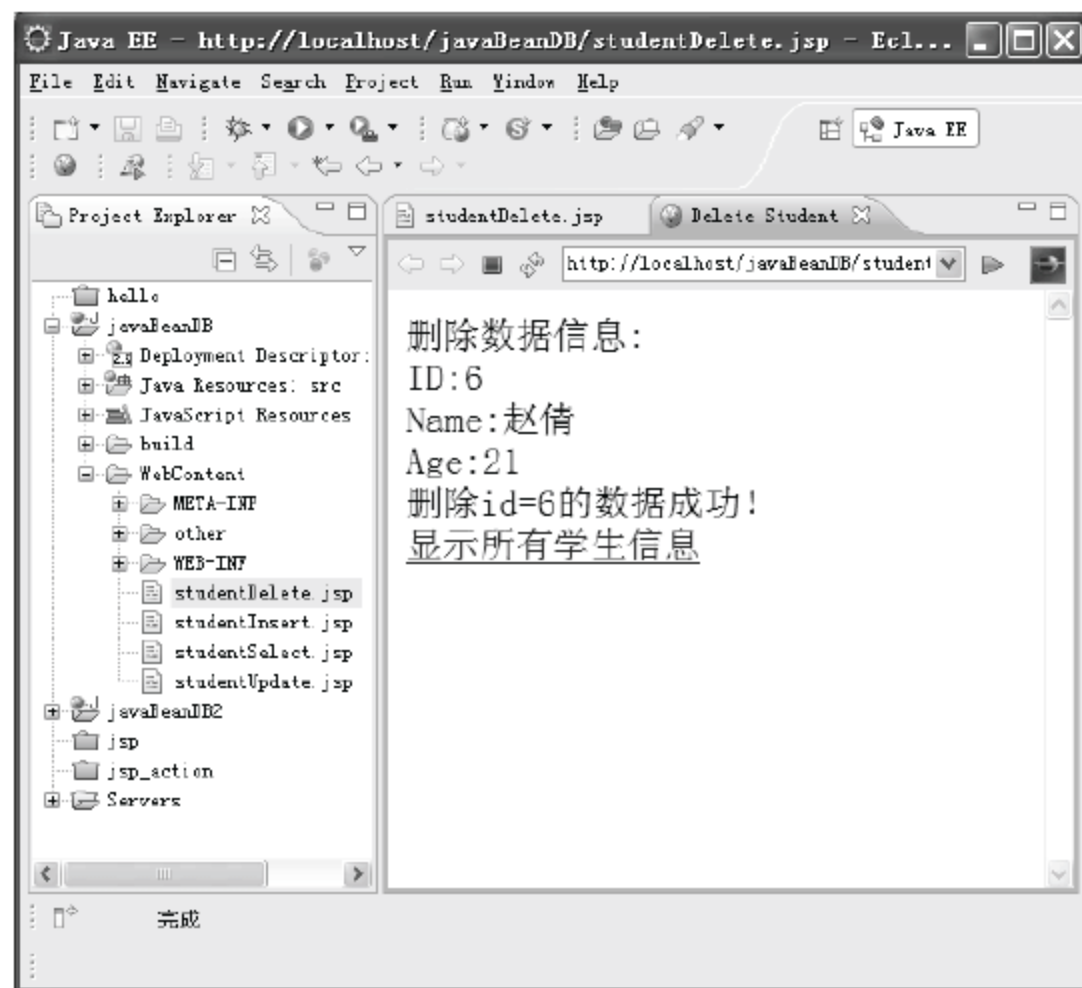 Java EE - http://localhost/javaBeanDB/studentDelete.jsp - Ecl...
File Edit Navigate Search Project Run Window Help
Java EE
Project Explorer
studentDelete.jsp
Delete Student
http://localhost/javaBeanDB/student
hello
javaBeanDB
Deployment Descriptor:
Java Resources: src
JavaScript Resources
build
WebContent
META-INF
other
WEB-INF
studentDelete.jsp
studentInsert.jsp
studentSelect.jsp
studentUpdate.jsp
javaBeanDB2
jsp
jsp_action
Servers
删除数据信息:
ID:6
Name:赵倩
Age:21
删除id=6的数据成功!
显示所有学生信息
完成